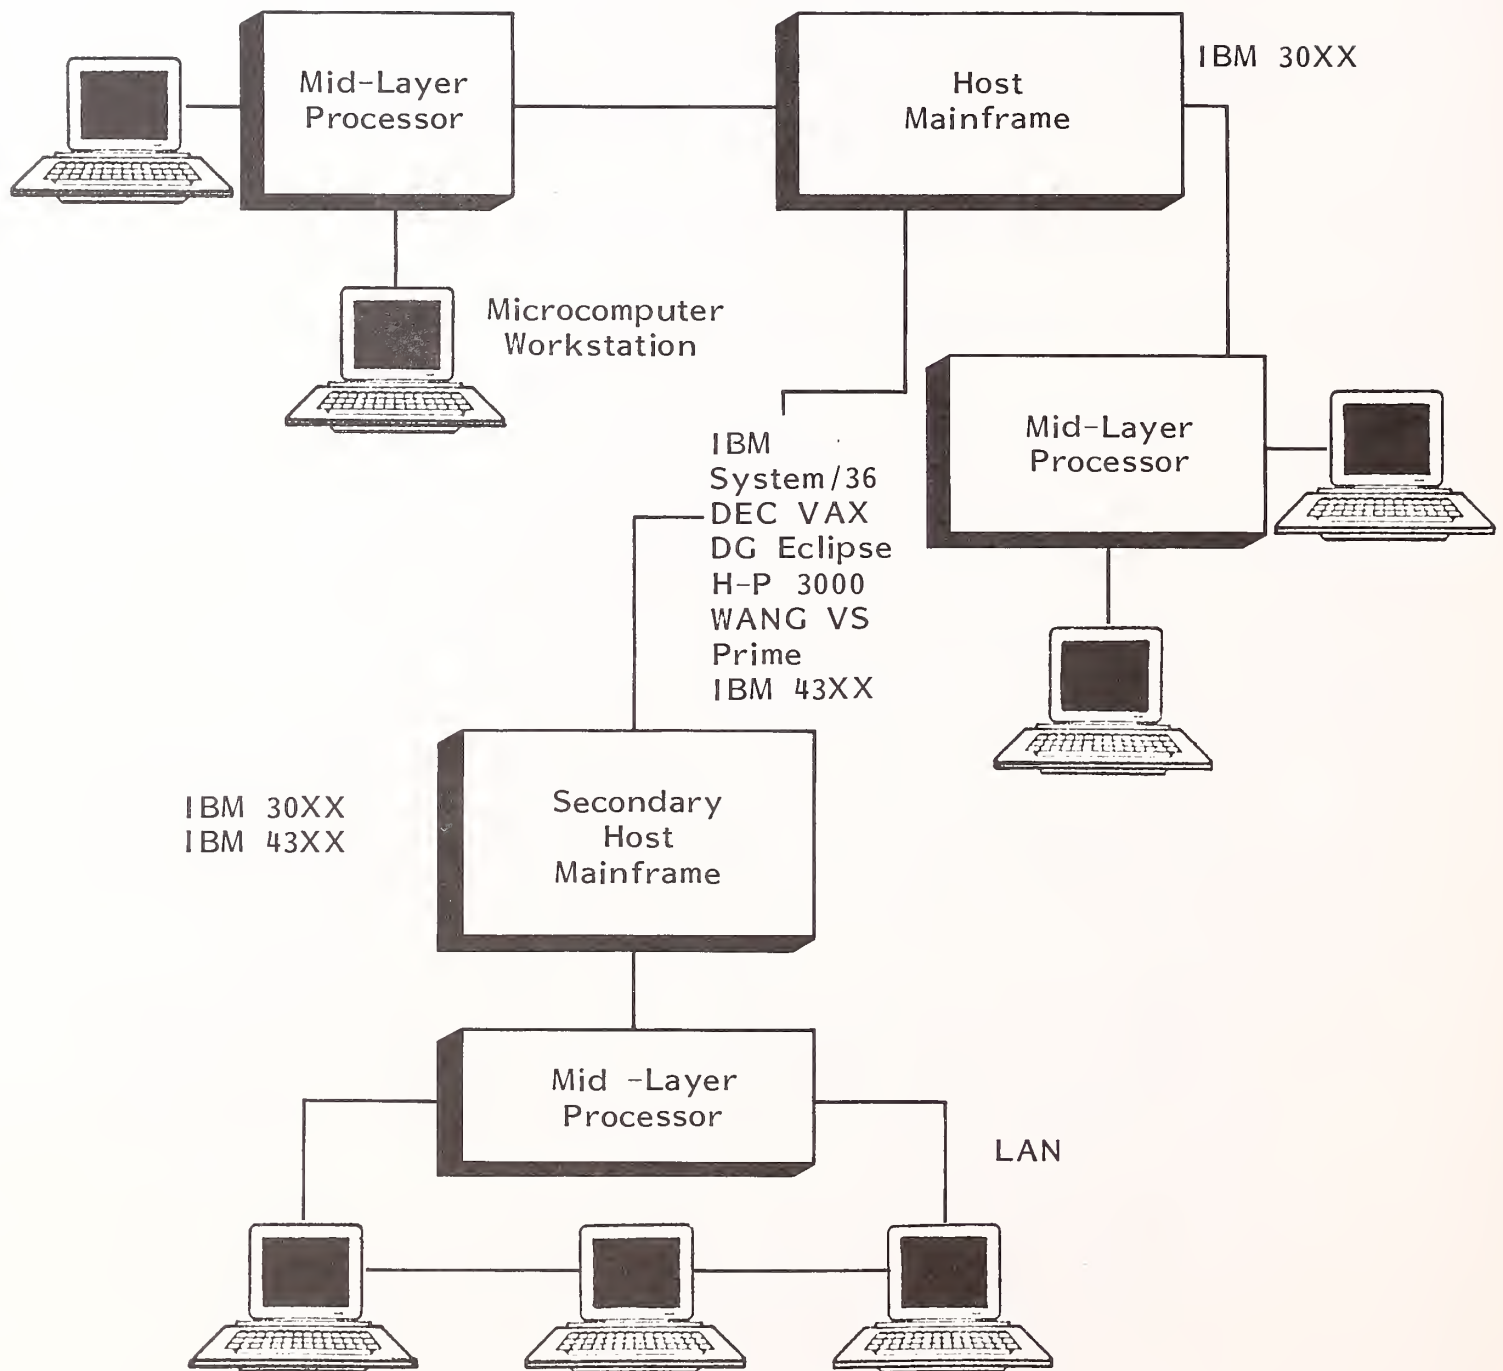 Mid-Layer
Processor
Host
Mainframe
IBM 30XX
Microcomputer
Workstation
IBM
System/36
DEC VAX
DG Eclipse
H-P 3000
WANG VS
Prime
IBM 43XX
Mid-Layer
Processor
IBM 30XX
IBM 43XX
Secondary
Host
Mainframe
Mid -Layer
Processor
LAN